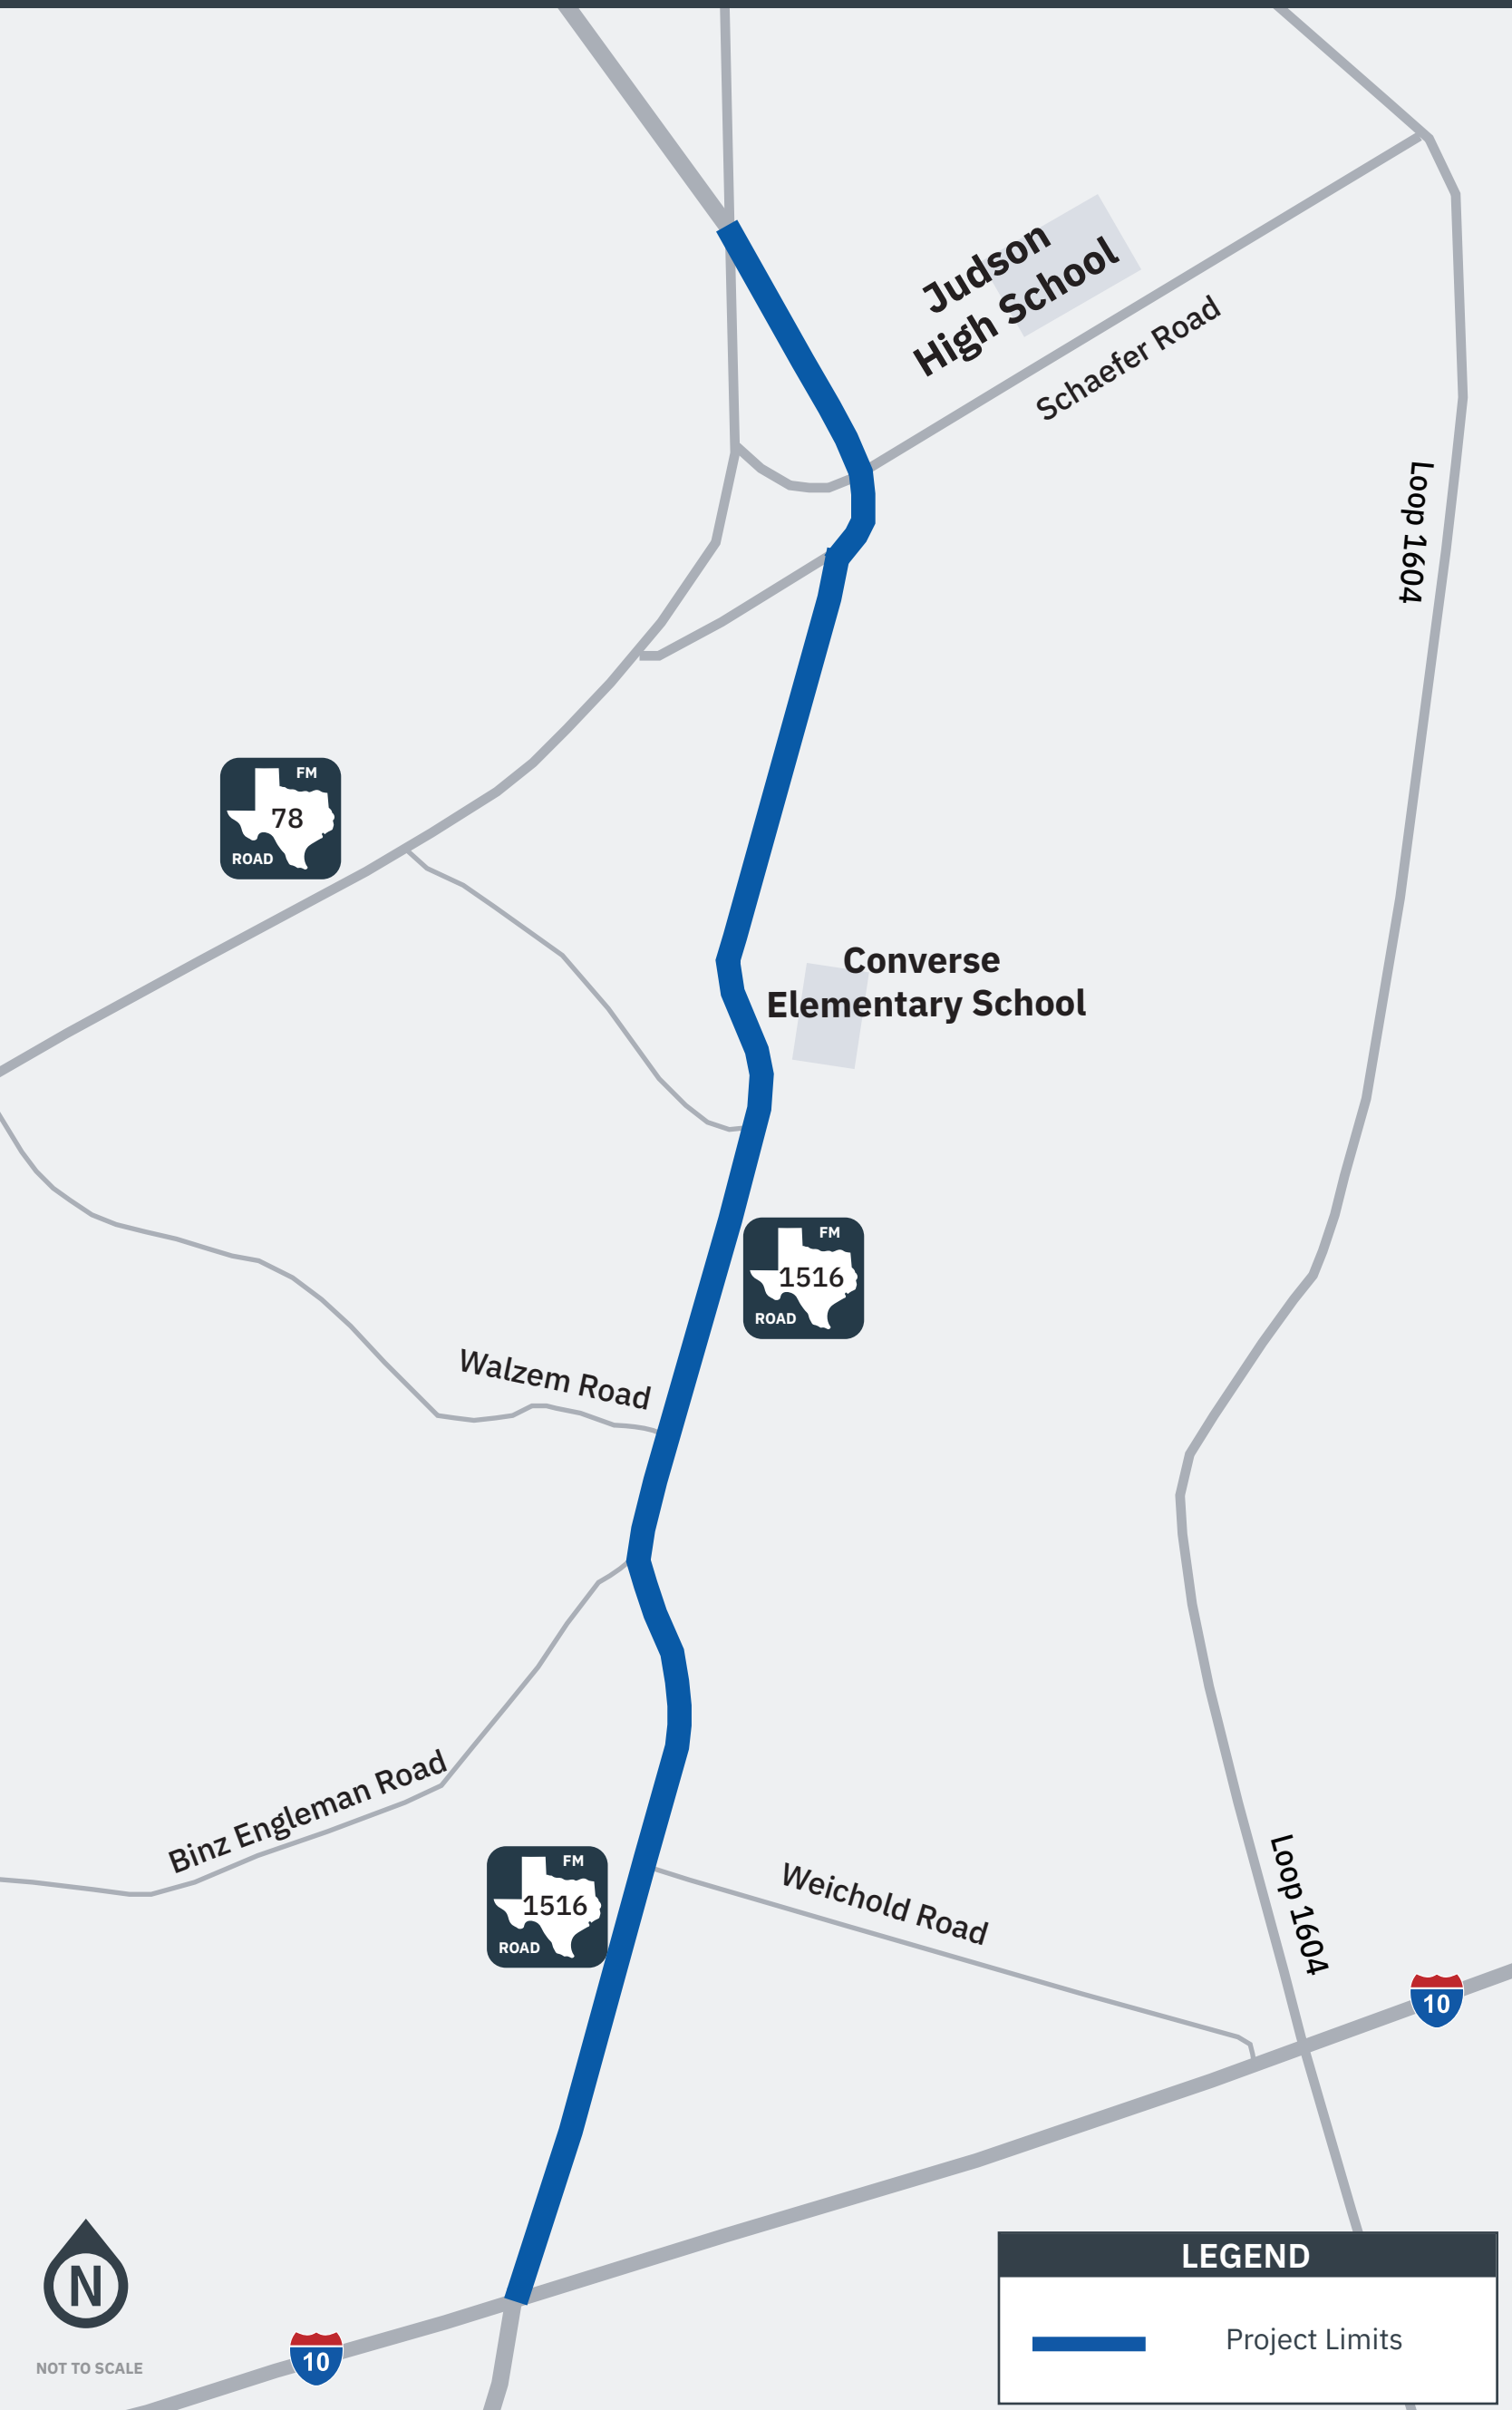 Judson
High School
Schaefer Road
Loop 1604
FM
78
ROAD
Converse
Elementary School
FM
1516
ROAD
Walzem Road
Binz Engleman Road
FM
1516
ROAD
Weichold Road
Loop 1604
10
N
NOT TO SCALE
10
LEGEND
Project Limits